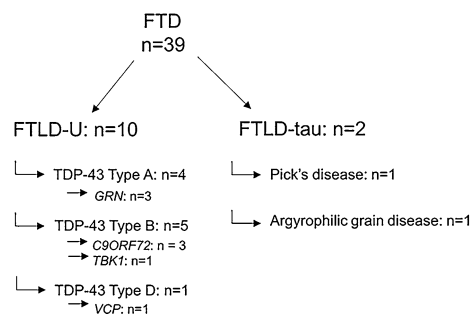 FTD
n=39
FTLD-U: n=10
FTLD-tau: n=2
TDP-43 Type A: n=4
GRN: n=3
TDP-43 Type B: n=5
C9ORF72: n = 3
TBK1: n=1
TDP-43 Type D: n=1
VCP: n=1
Pick's disease: n=1
Argyrophilic grain disease: n=1